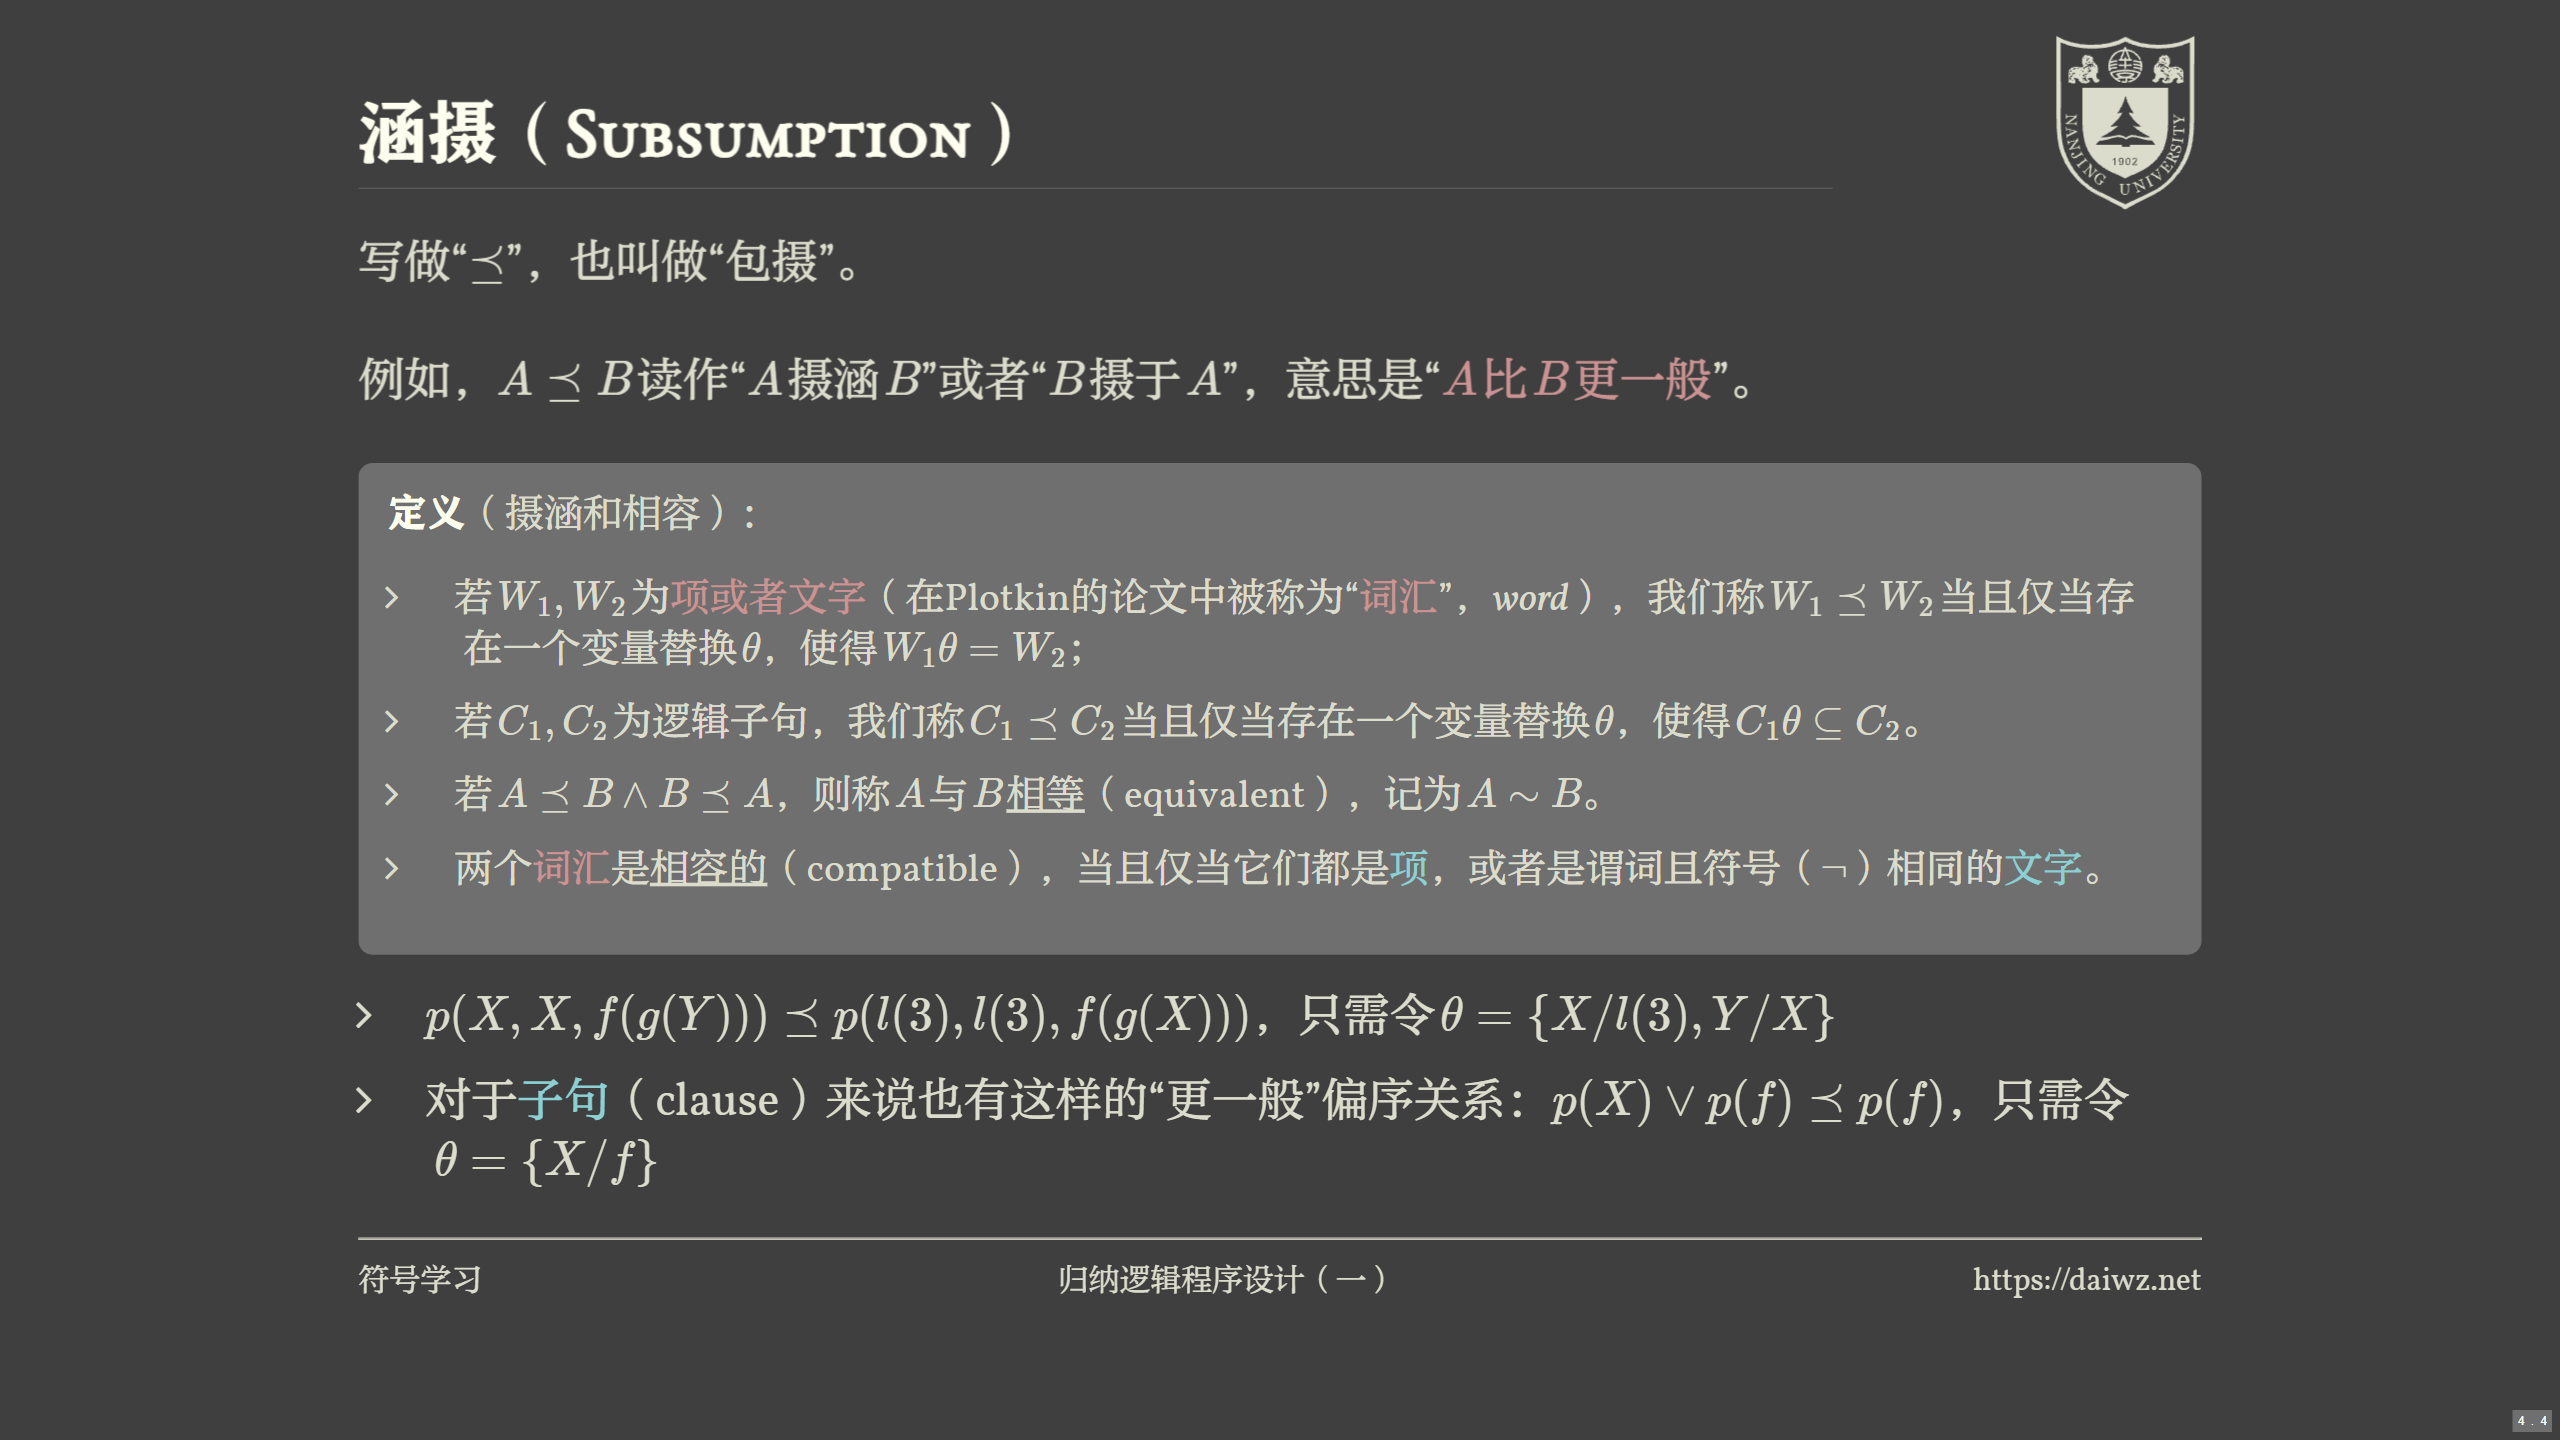 涵摄（Subsumption）
NANJING UNIVERSITY
1902
写做“⪯”，也叫做“包摄”。
例如，A ⪯ B读作“A摄涵B”或者“B摄于A”，意思是“A比B更一般”。
定义（摄涵和相容）：
若W₁, W₂为项或者文字（在Plotkin的论文中被称为“词汇”，word），我们称W₁ ⪯ W₂当且仅当存
在一个变量替换θ，使得W₁θ = W₂；
若C₁, C₂为逻辑子句，我们称C₁ ⪯ C₂当且仅当存在一个变量替换θ，使得C₁θ ⊆ C₂。
若A ⪯ B ∧ B ⪯ A，则称A与B相等（equivalent），记为A ∼ B。
两个词汇是相容的（compatible），当且仅当它们都是项，或者是谓词且符号（¬）相同的文字。
p(X, X, f(g(Y))) ⪯ p(l(3), l(3), f(g(X)))，只需令θ = {X/l(3), Y/X}
对于子句（clause）来说也有这样的“更一般”偏序关系：p(X) ∨ p(f) ⪯ p(f)，只需令
θ = {X/f}
符号学习
归纳逻辑程序设计（一）
https://daiwz.net
4 . 4